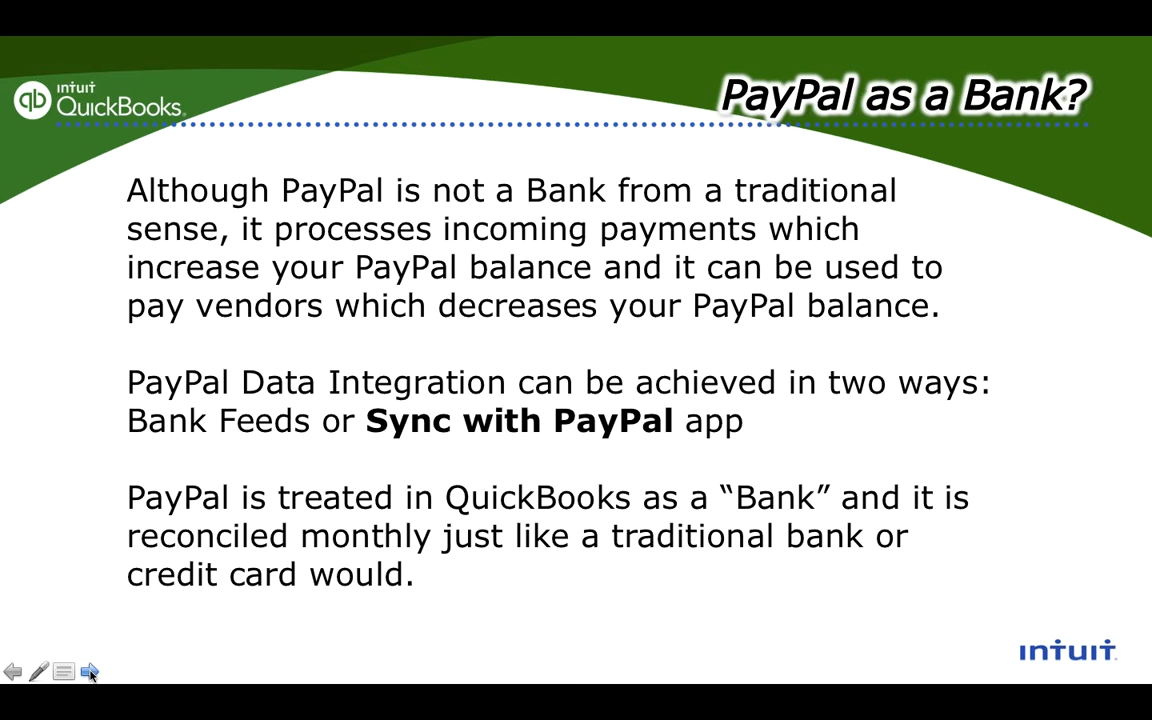 intuit
qb QuickBooks.
PayPal as a Bank?
Although PayPal is not a Bank from a traditional
sense, it processes incoming payments which
increase your PayPal balance and it can be used to
pay vendors which decreases your PayPal balance.
PayPal Data Integration can be achieved in two ways:
Bank Feeds or Sync with PayPal app
PayPal is treated in QuickBooks as a “Bank” and it is
reconciled monthly just like a traditional bank or
credit card would.
intuit.